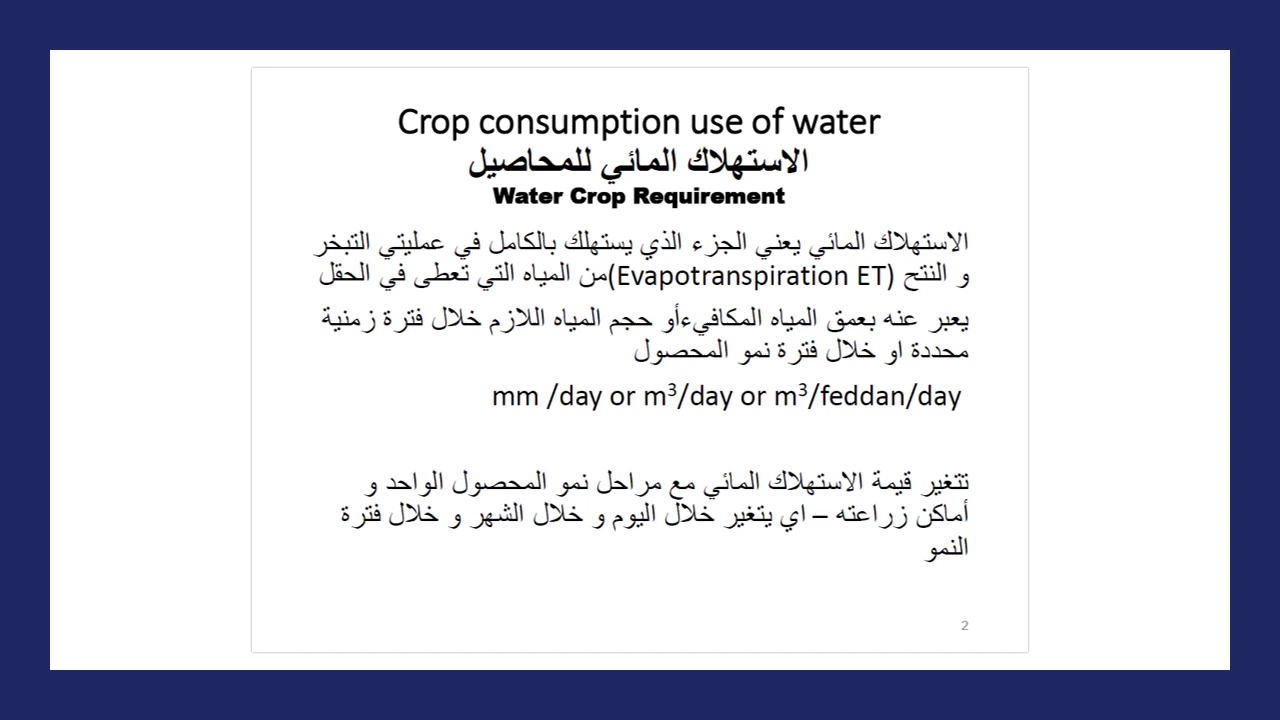 Crop consumption use of water
الاستهلاك المائي للمحاصيل
Water Crop Requirement
الاستهلاك المائي يعني الجزء الذي يستهلك بالكامل في عمليتي التبخر
و النتح (Evapotranspiration ET)من المياه التي تعطى في الحقل
يعبر عنه بعمق المياه المكافيءأو حجم المياه اللازم خلال فترة زمنية
محددة او خلال فترة نمو المحصول
mm /day or m³/day or m³/feddan/day
تتغير قيمة الاستهلاك المائي مع مراحل نمو المحصول الواحد و
أماكن زراعته – اي يتغير خلال اليوم و خلال الشهر و خلال فترة
النمو
2